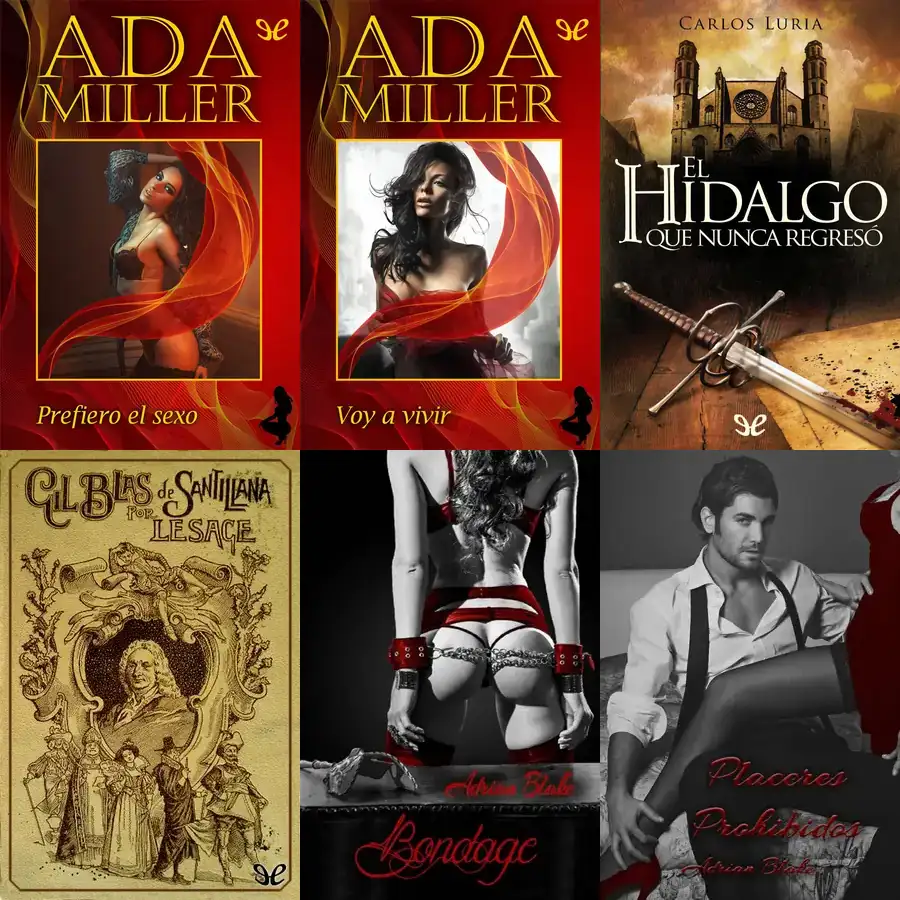 ADA
MILLER
Prefiero el sexo
ADA
MILLER
Voy a vivir
CARLOS LURIA
EL
HIDALGO
QUE NUNCA REGRESÓ
GIL BLAS de SANTILLANA
POR LESAGE
Adrian Blake
Bondage
Placeres
Prohibidos
Adrian Blake